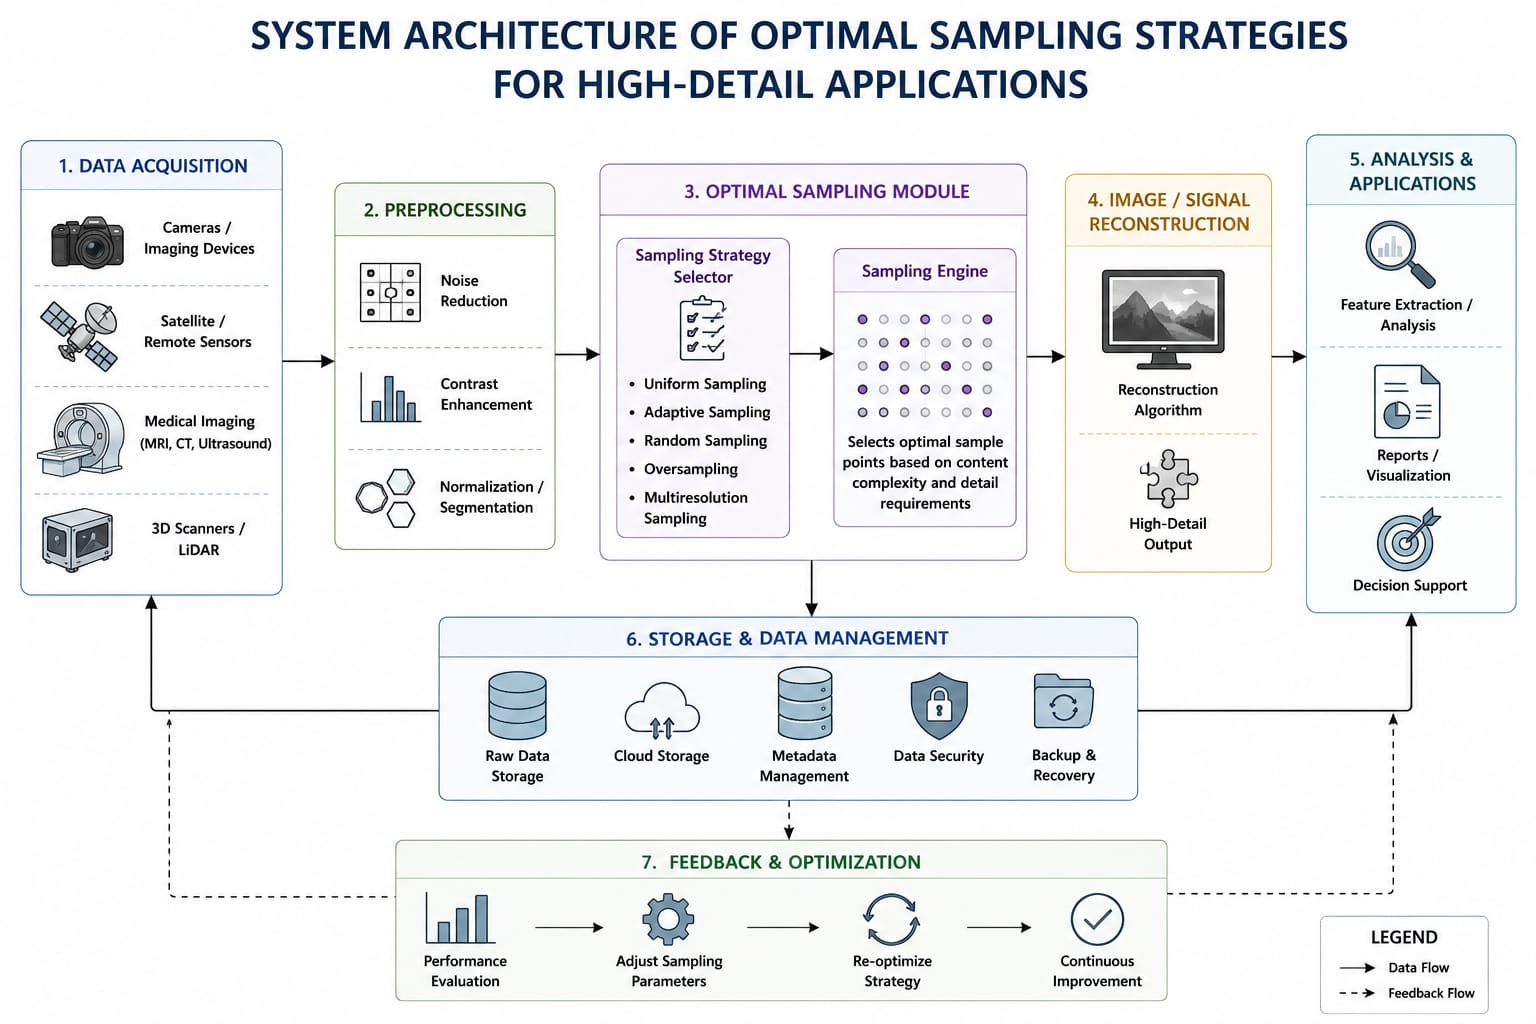 SYSTEM ARCHITECTURE OF OPTIMAL SAMPLING STRATEGIES
FOR HIGH-DETAIL APPLICATIONS
1. DATA ACQUISITION
Cameras /
Imaging Devices
Satellite /
Remote Sensors
Medical Imaging
(MRI, CT, Ultrasound)
3D Scanners /
LiDAR
2. PREPROCESSING
Noise
Reduction
Contrast
Enhancement
Normalization /
Segmentation
3. OPTIMAL SAMPLING MODULE
Sampling Strategy
Selector
• Uniform Sampling
• Adaptive Sampling
• Random Sampling
• Oversampling
• Multiresolution
Sampling
Sampling Engine
Selects optimal sample
points based on content
complexity and detail
requirements
4. IMAGE / SIGNAL
RECONSTRUCTION
Reconstruction
Algorithm
High-Detail
Output
5. ANALYSIS &
APPLICATIONS
Feature Extraction /
Analysis
Reports /
Visualization
Decision Support
6. STORAGE & DATA MANAGEMENT
Raw Data
Storage
Cloud Storage
Metadata
Management
Data Security
Backup &
Recovery
7. FEEDBACK & OPTIMIZATION
Performance
Evaluation
Adjust Sampling
Parameters
Re-optimize
Strategy
Continuous
Improvement
LEGEND
Data Flow
Feedback Flow